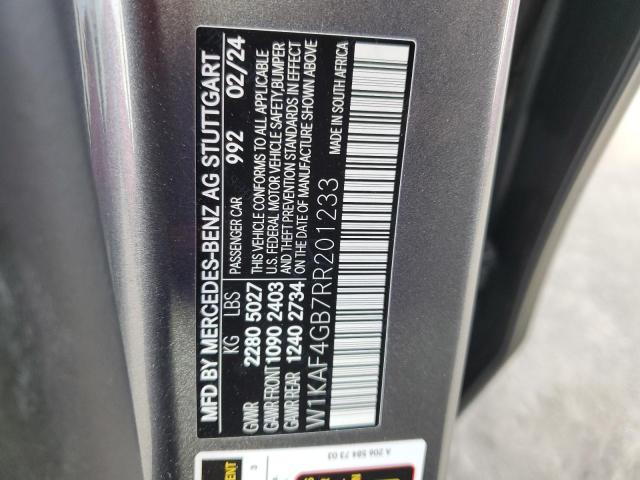 MFD BY MERCEDES-BENZ AG STUTTGART
PASSENGER CAR 992 02/24
KG LBS
GVWR 2280 5027
GAWR FRONT 1090 2403
GAWR REAR 1240 2734
THIS VEHICLE CONFORMS TO ALL APPLICABLE
U.S. FEDERAL MOTOR VEHICLE SAFETY,BUMPER
AND THEFT PREVENTION STANDARDS IN EFFECT
ON THE DATE OF MANUFACTURE SHOWN ABOVE
MADE IN SOUTH AFRICA
W1KAF4GB7RR201233
A 206 584 73 03